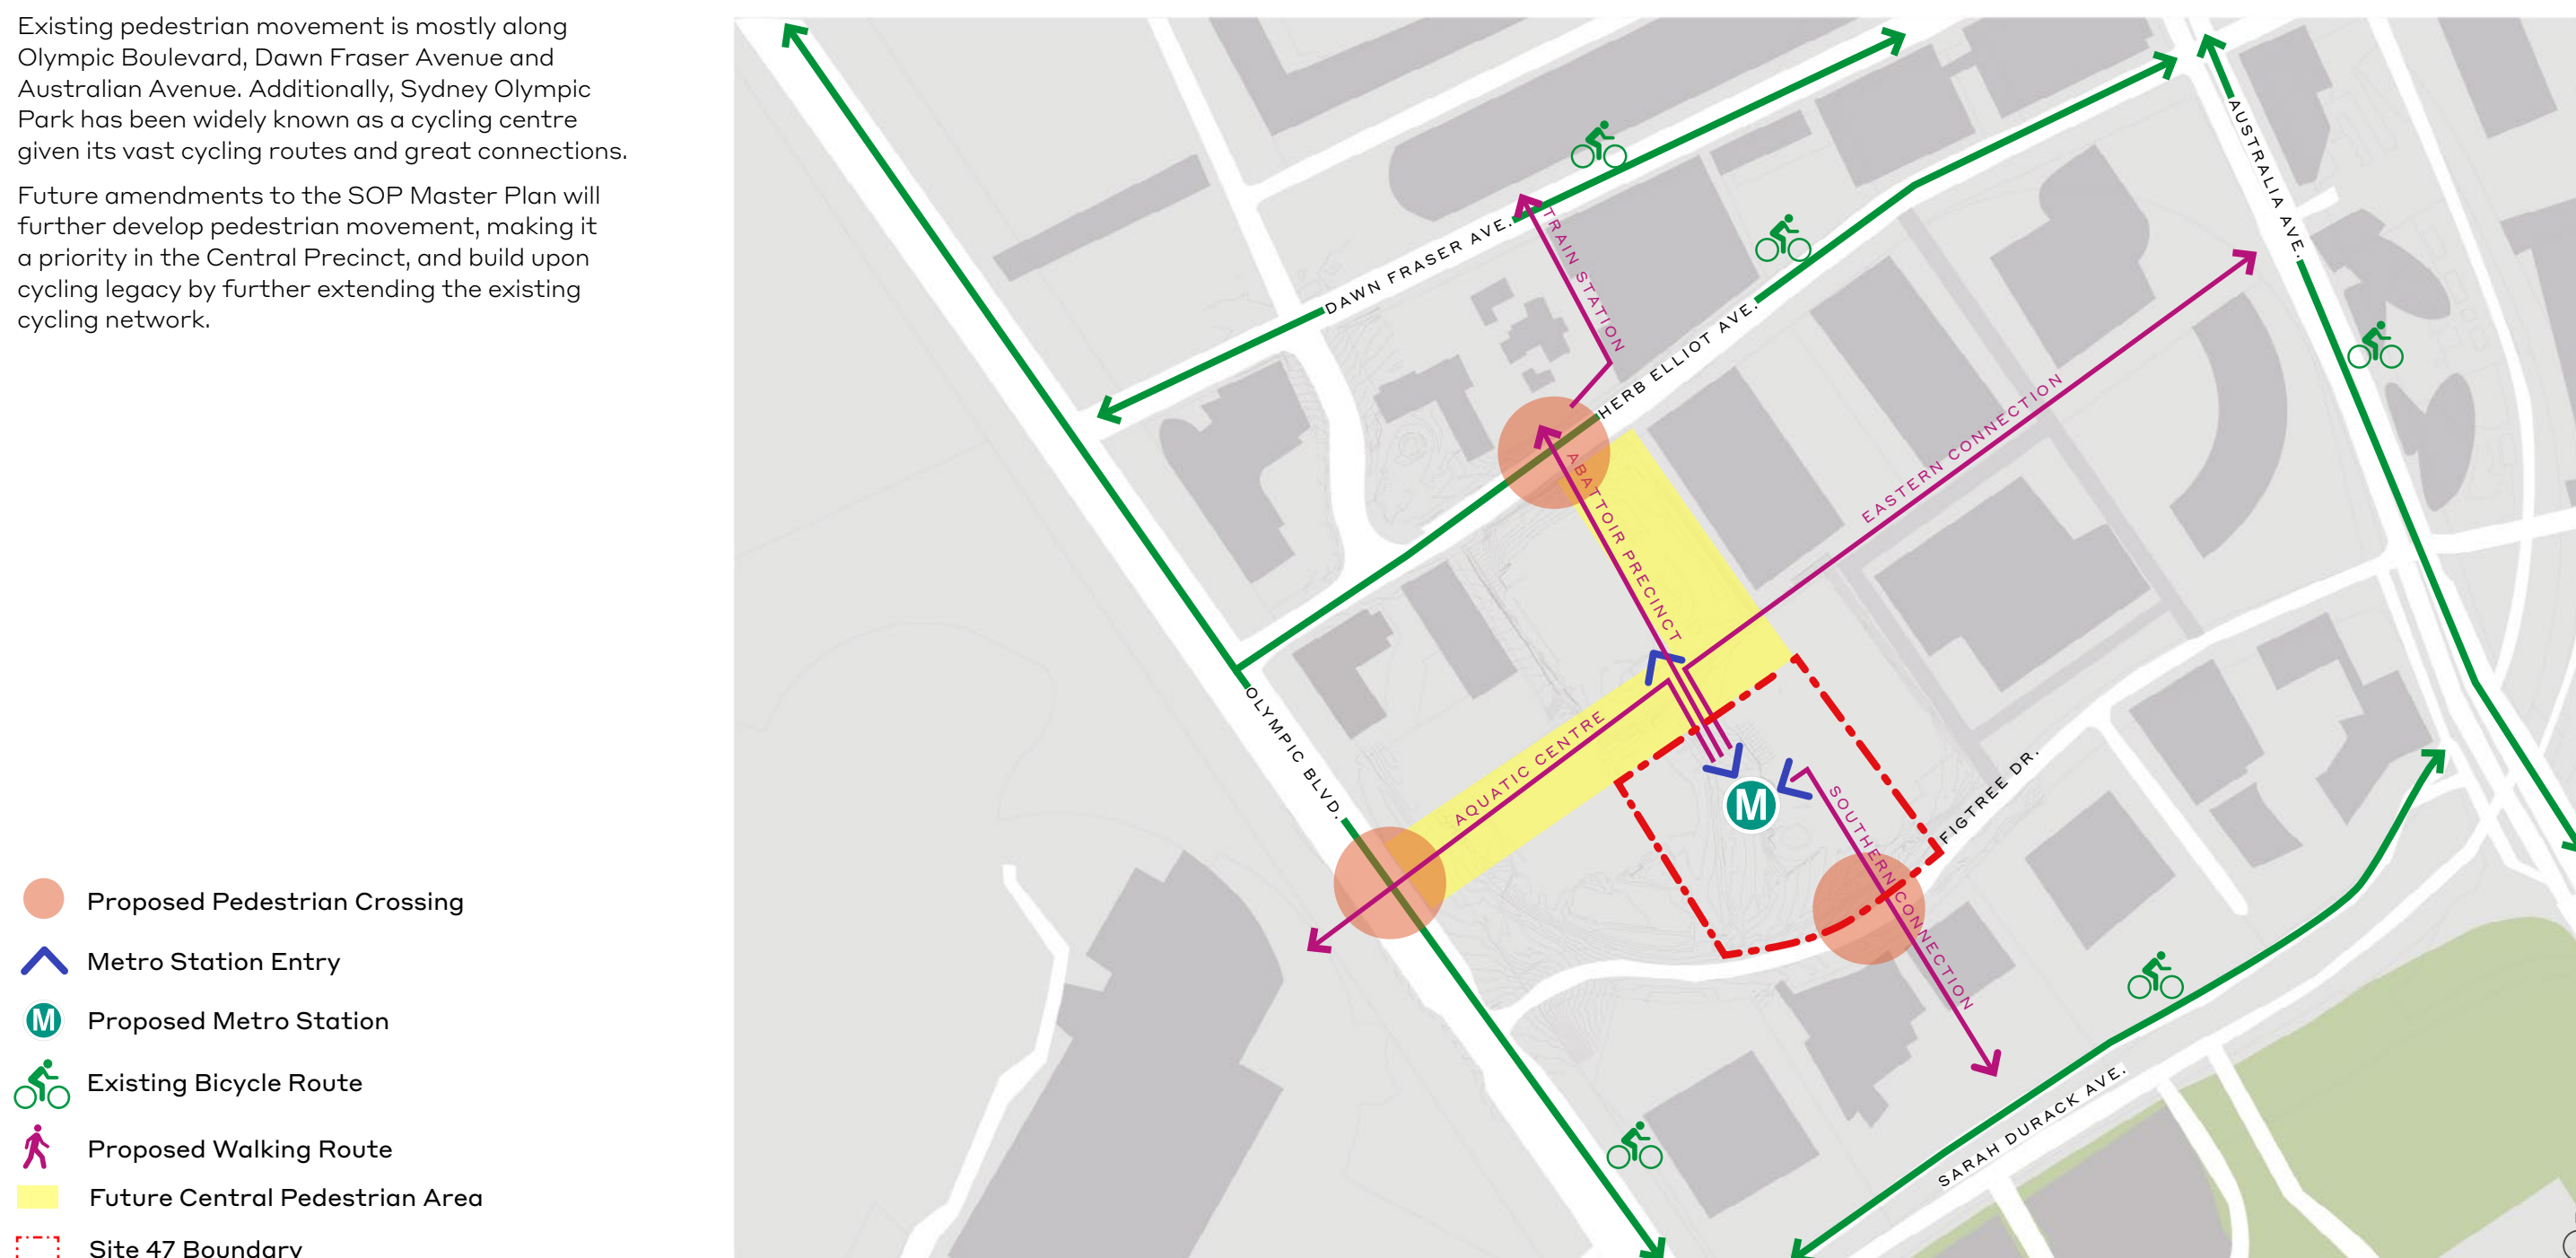 Existing pedestrian movement is mostly along
Olympic Boulevard, Dawn Fraser Avenue and
Australian Avenue. Additionally, Sydney Olympic
Park has been widely known as a cycling centre
given its vast cycling routes and great connections.
Future amendments to the SOP Master Plan will
further develop pedestrian movement, making it
a priority in the Central Precinct, and build upon
cycling legacy by further extending the existing
cycling network.
Proposed Pedestrian Crossing
Metro Station Entry
M
Proposed Metro Station
Existing Bicycle Route
Proposed Walking Route
Future Central Pedestrian Area
Site 47 Boundary
AUSTRALIA AVE.
DAWN FRASER AVE.
TRAIN STATION
HERB ELLIOT AVE.
EASTERN CONNECTION
ABATTOIR PRECINCT
OLYMPIC BLVD.
AQUATIC CENTRE
M
SOUTHERN CONNECTION
FIGTREE DR.
SARAH DURACK AVE.